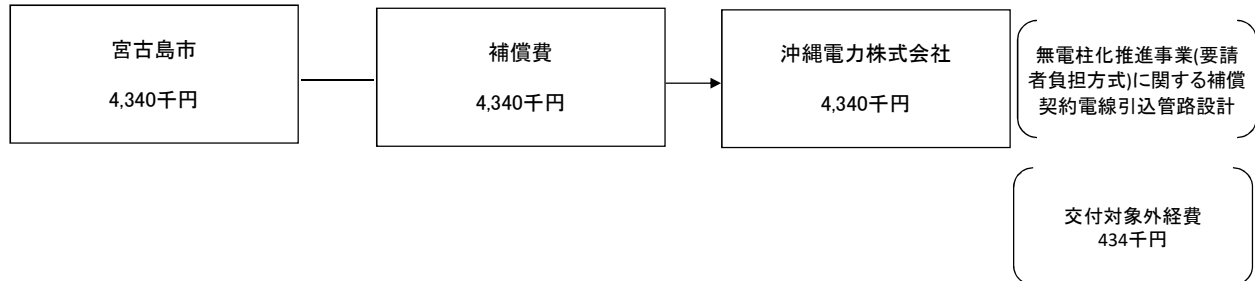 宮古島市
4,340千円
補償費
4,340千円
沖縄電力株式会社
4,340千円
無電柱化推進事業(要請
者負担方式)に関する補償
契約電線引込管路設計
交付対象外経費
434千円